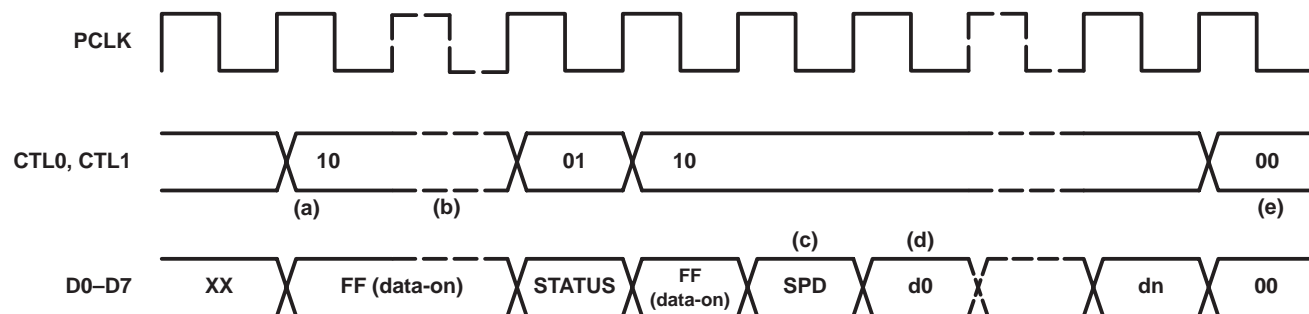 PCLK
CTL0, CTL1
10
01
10
00
(a)
(b)
(e)
(c)
(d)
D0–D7
XX
FF (data-on)
STATUS
FF
(data-on)
SPD
d0
dn
00